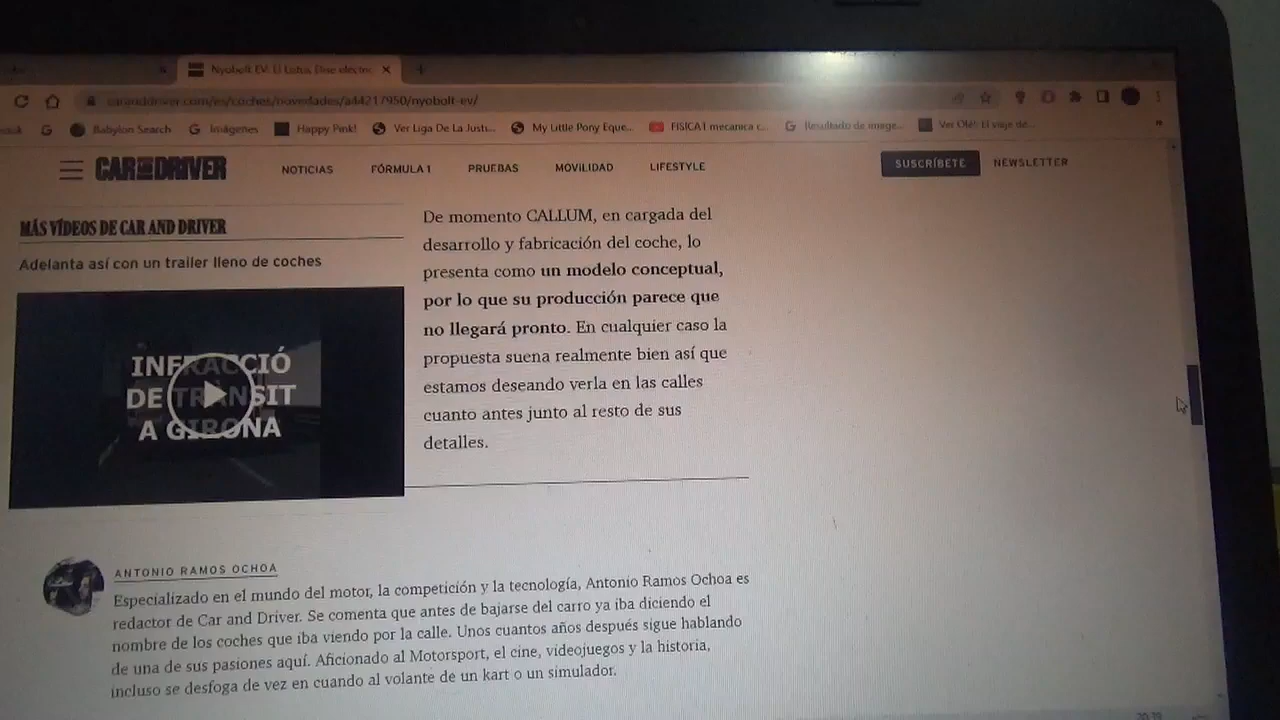 Nyobolt EV: El Lotus Elise eléctri
caranddriver.com/es/coches/novedades/a44217950/nyobolt-ev/
Babylon Search
Imágenes
Happy Pink!
Ver Liga De La Justi...
My Little Pony Eque...
FISICA I mecanica c...
Resultado de image...
Ver Olé! El viaje de...
CAR AND DRIVER
NOTICIAS
FÓRMULA 1
PRUEBAS
MOVILIDAD
LIFESTYLE
SUSCRÍBETE
NEWSLETTER
MÁS VÍDEOS DE CAR AND DRIVER
Adelanta así con un trailer lleno de coches
INFRACCIÓ
DE TRÀNSIT
A GIRONA
De momento CALLUM, en cargada del
desarrollo y fabricación del coche, lo
presenta como un modelo conceptual,
por lo que su producción parece que
no llegará pronto. En cualquier caso la
propuesta suena realmente bien así que
estamos deseando verla en las calles
cuanto antes junto al resto de sus
detalles.
ANTONIO RAMOS OCHOA
Especializado en el mundo del motor, la competición y la tecnología, Antonio Ramos Ochoa es
redactor de Car and Driver. Se comenta que antes de bajarse del carro ya iba diciendo el
nombre de los coches que iba viendo por la calle. Unos cuantos años después sigue hablando
de una de sus pasiones aquí. Aficionado al Motorsport, el cine, videojuegos y la historia,
incluso se desfoga de vez en cuando al volante de un kart o un simulador.